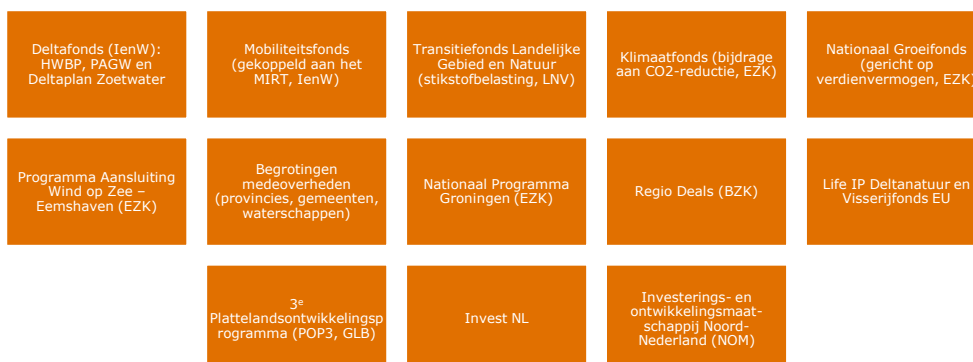 Deltafonds (IenW):
HWBP, PAGW en
Deltaplan Zoetwater
Mobiliteitsfonds
(gekoppeld aan het
MIRT, IenW)
Transitiefonds Landelijke
Gebied en Natuur
(stikstofbelasting, LNV)
Klimaatfonds (bijdrage
aan CO2-reductie, EZK)
Nationaal Groeifonds
(gericht op
verdienvermogen, EZK)
Programma Aansluiting
Wind op Zee –
Eemshaven (EZK)
Begrotingen
medeoverheden
(provincies, gemeenten,
waterschappen)
Nationaal Programma
Groningen (EZK)
Regio Deals (BZK)
Life IP Deltanatuur en
Visserijfonds EU
3e
Plattelandsontwikkelingsp
rogramma (POP3, GLB)
Invest NL
Investerings- en
ontwikkelingsmaat-
schappij Noord-
Nederland (NOM)